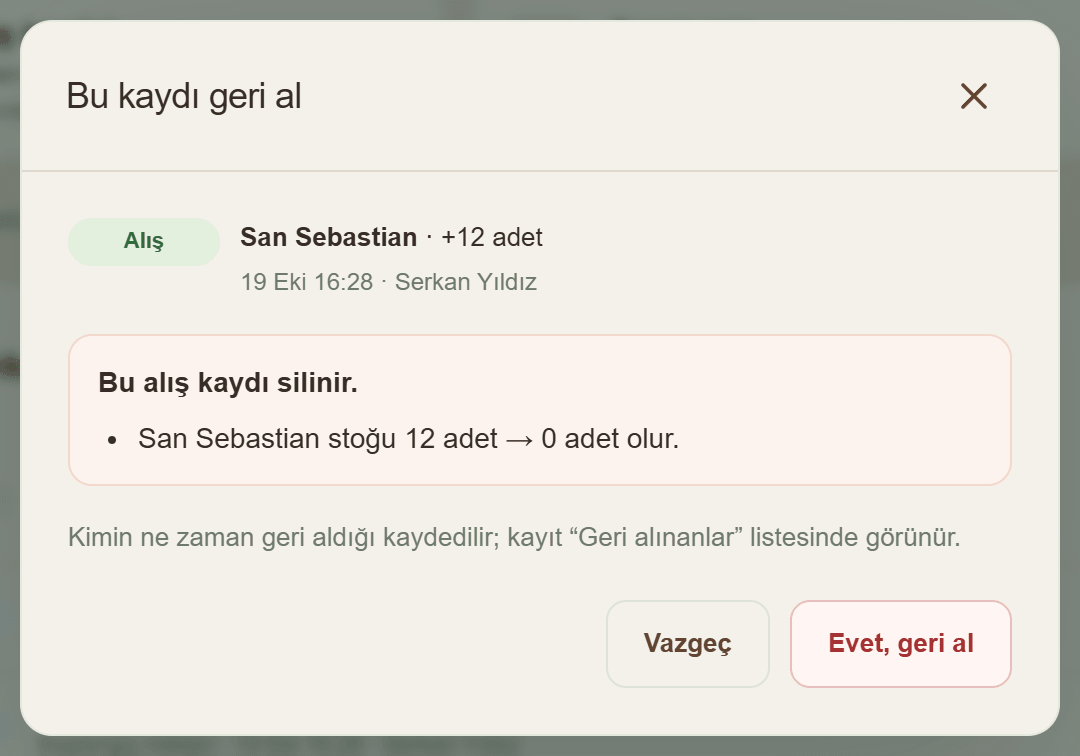 Bu kaydı geri al
Alış
San Sebastian · +12 adet
19 Eki 16:28 · Serkan Yıldız
Bu alış kaydı silinir.
• San Sebastian stoğu 12 adet → 0 adet olur.
Kimin ne zaman geri aldığı kaydedilir; kayıt “Geri alınanlar” listesinde görünür.
Vazgeç
Evet, geri al